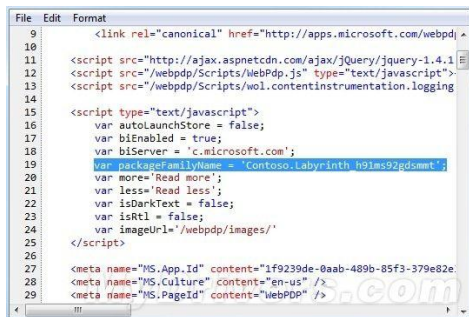 File Edit Format
9 <link rel="canonical" href="http://apps.microsoft.com/webpd
10
11 <script src="http://ajax.aspnetcdn.com/ajax/jQuery/jquery-1.4.1
12 <script src="/webpdp/Scripts/WebPdp.js" type="text/javascript">
13 <script src="/webpdp/Scripts/wol.contentinstrumentation.logging
14
15 <script type="text/javascript">
16 var autoLaunchStore = false;
17 var biEnabled = true;
18 var biServer = 'c.microsoft.com';
19 var packageFamilyName = 'Contoso.Labyrinth_h91ms92gdsmmt';
20 var more='Read more';
21 var less='Read less';
22 var isDarkText = false;
23 var isRtl = false;
24 var imageUrl='/webpdp/images/'
25 </script>
26
27 <meta name="MS.App.Id" content="1f9239de-0aab-489b-85f3-379e82e
28 <meta name="MS.Culture" content="en-us" />
29 <meta name="MS.PageId" content="WebPDP" />